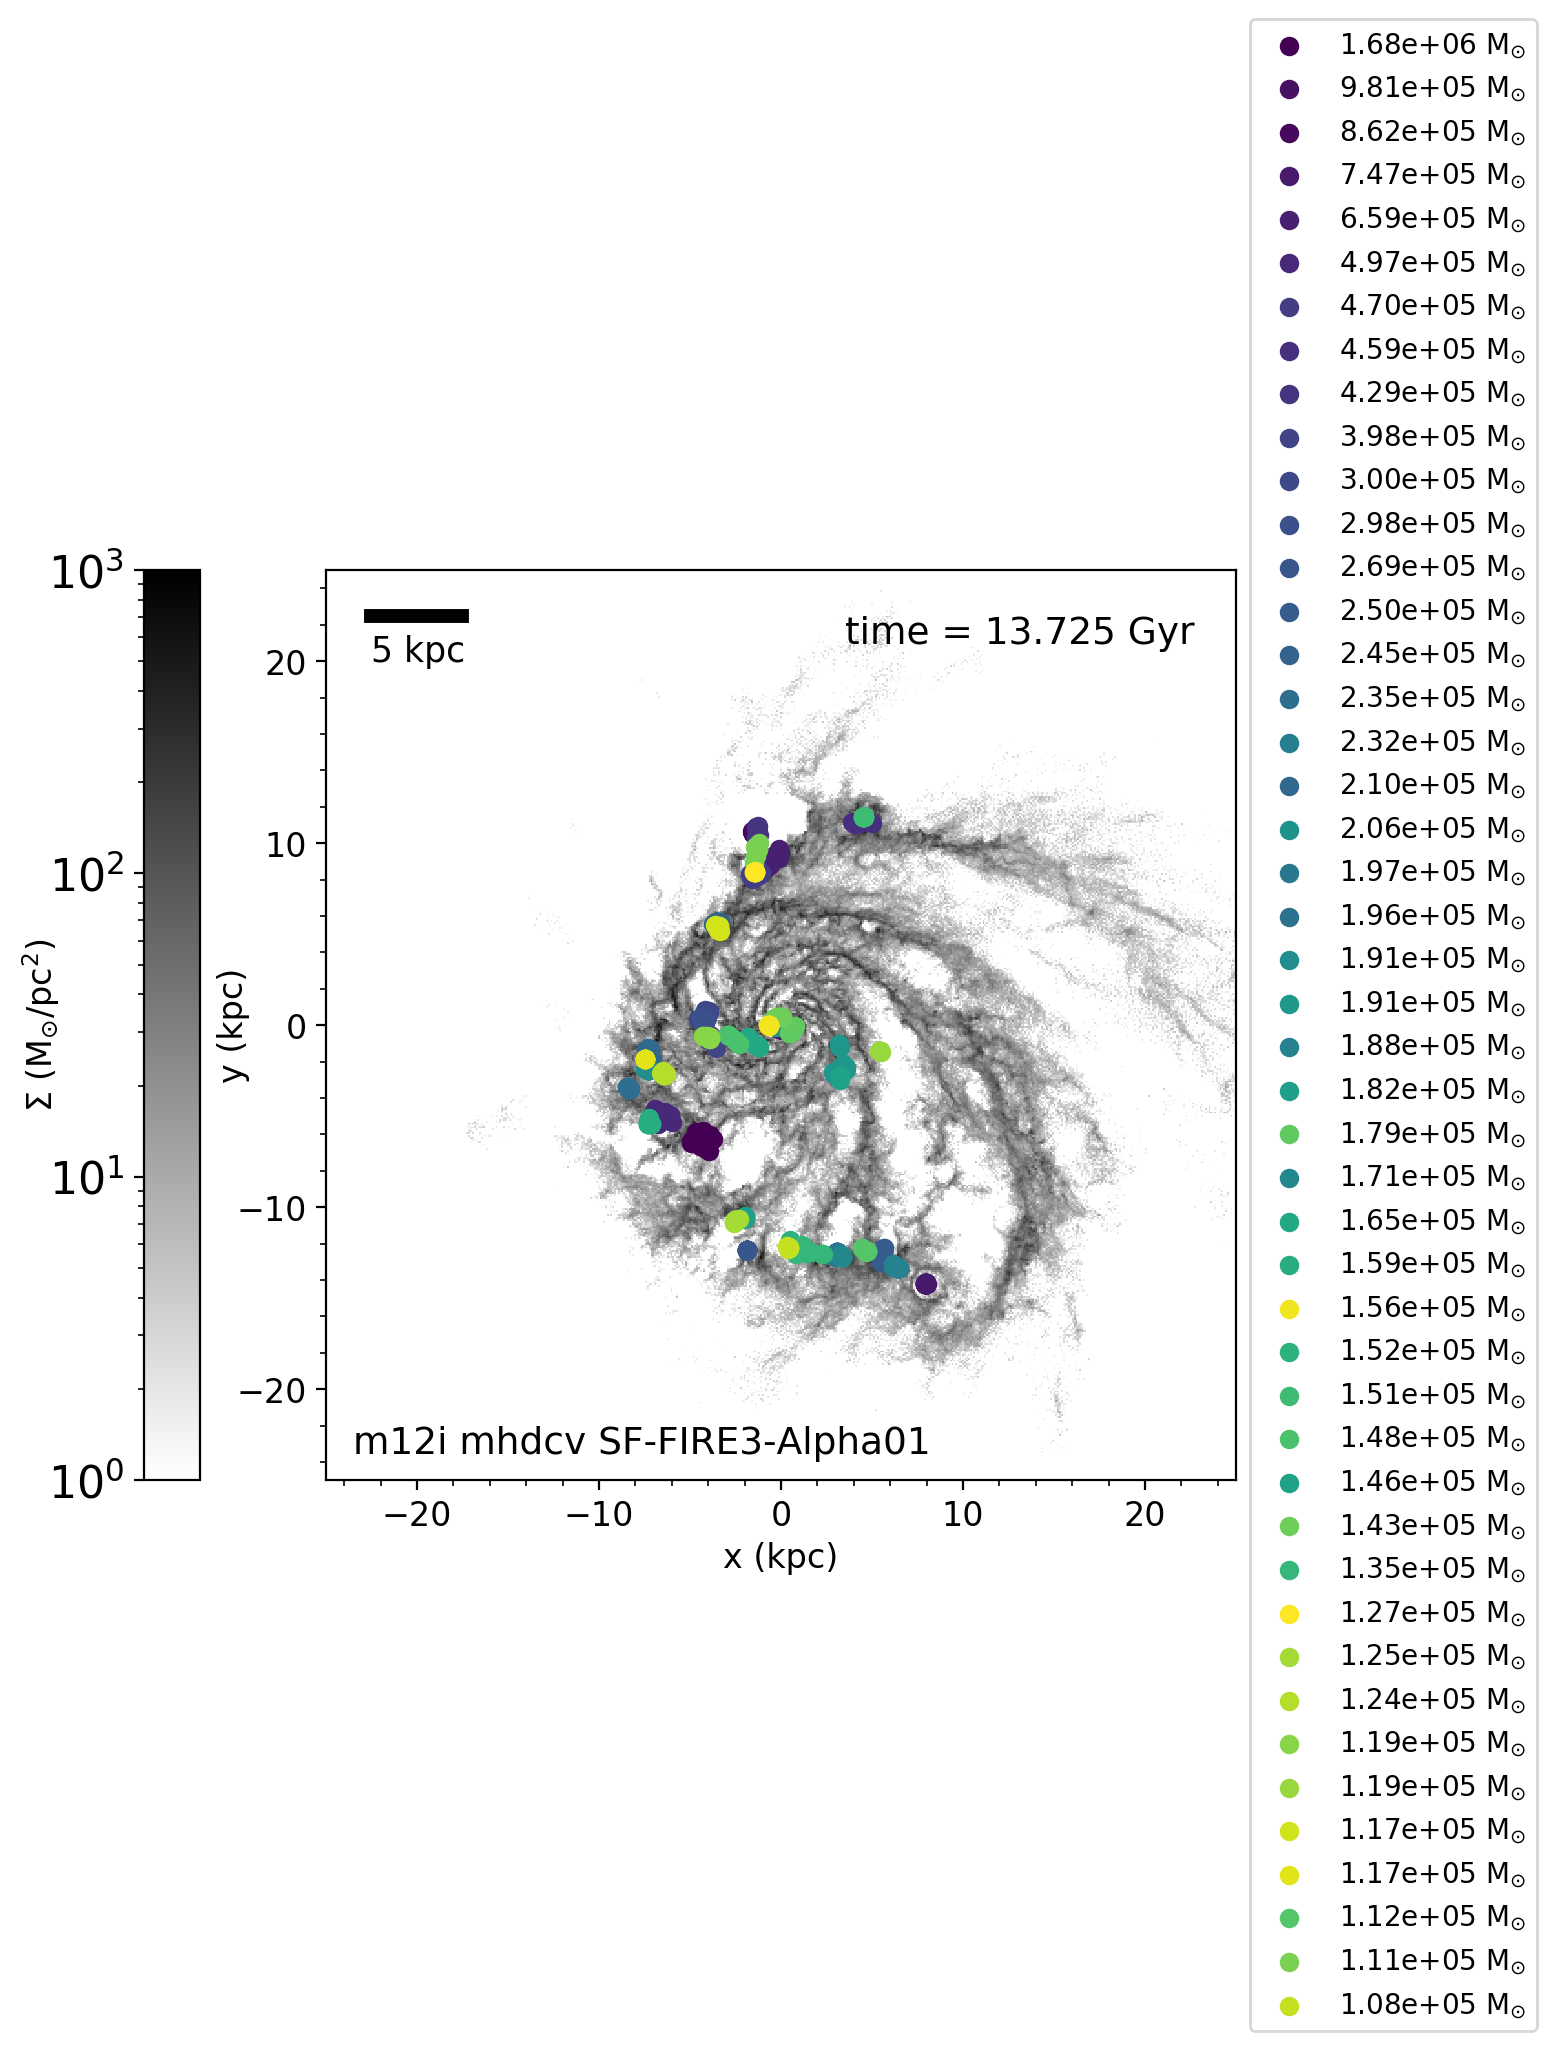 10³
10²
10¹
10⁰
Σ (M⊙/pc²)
y (kpc)
20
10
0
−10
−20
5 kpc
time = 13.725 Gyr
m12i mhdcv SF-FIRE3-Alpha01
−20 −10 0 10 20
x (kpc)
1.68e+06 M⊙
9.81e+05 M⊙
8.62e+05 M⊙
7.47e+05 M⊙
6.59e+05 M⊙
4.97e+05 M⊙
4.70e+05 M⊙
4.59e+05 M⊙
4.29e+05 M⊙
3.98e+05 M⊙
3.00e+05 M⊙
2.98e+05 M⊙
2.69e+05 M⊙
2.50e+05 M⊙
2.45e+05 M⊙
2.35e+05 M⊙
2.32e+05 M⊙
2.10e+05 M⊙
2.06e+05 M⊙
1.97e+05 M⊙
1.96e+05 M⊙
1.91e+05 M⊙
1.91e+05 M⊙
1.88e+05 M⊙
1.82e+05 M⊙
1.79e+05 M⊙
1.71e+05 M⊙
1.65e+05 M⊙
1.59e+05 M⊙
1.56e+05 M⊙
1.52e+05 M⊙
1.51e+05 M⊙
1.48e+05 M⊙
1.46e+05 M⊙
1.43e+05 M⊙
1.35e+05 M⊙
1.27e+05 M⊙
1.25e+05 M⊙
1.24e+05 M⊙
1.19e+05 M⊙
1.19e+05 M⊙
1.17e+05 M⊙
1.17e+05 M⊙
1.12e+05 M⊙
1.11e+05 M⊙
1.08e+05 M⊙